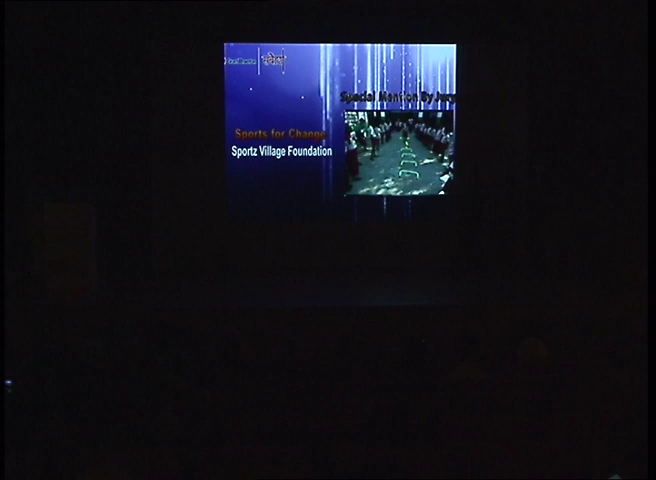 Special Mention By Jury
Sports for Change
Sportz Village Foundation